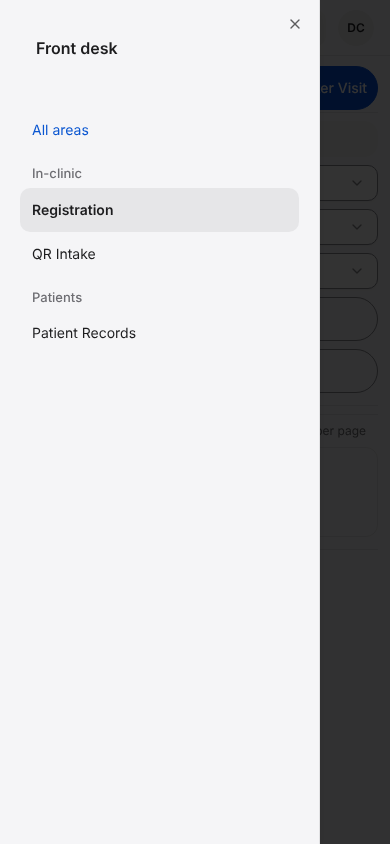 DC
Front desk
er Visit
All areas
In-clinic
Registration
QR Intake
Patients
Patient Records
per page